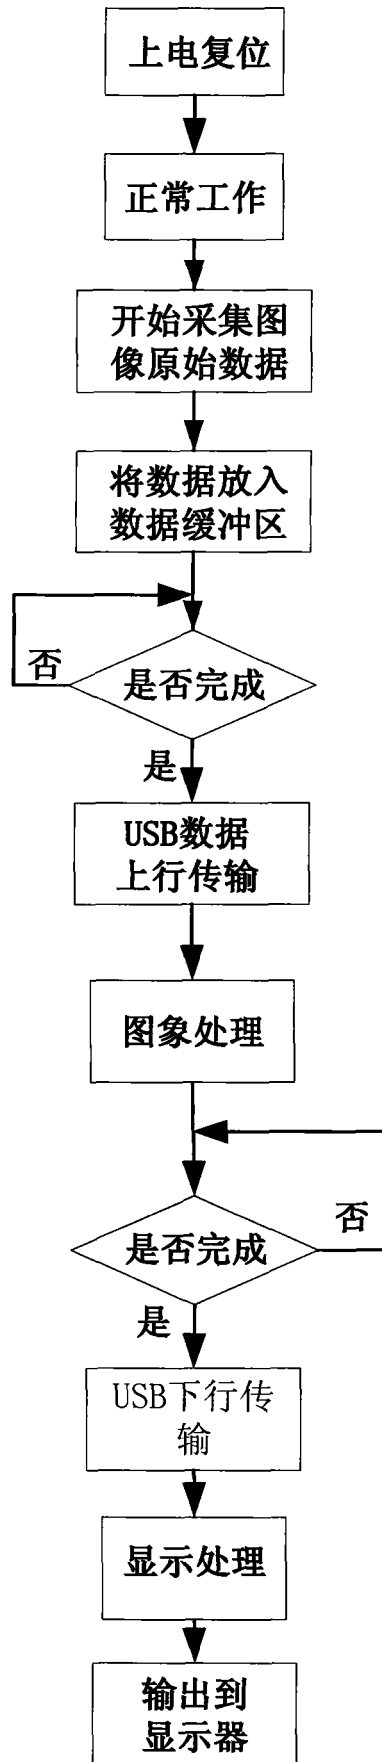 上电复位
正常工作
开始采集图
像原始数据
将数据放入
数据缓冲区
否
是否完成
是
USB数据
上行传输
图象处理
否
是否完成
是
USB下行传
输
显示处理
输出到
显示器